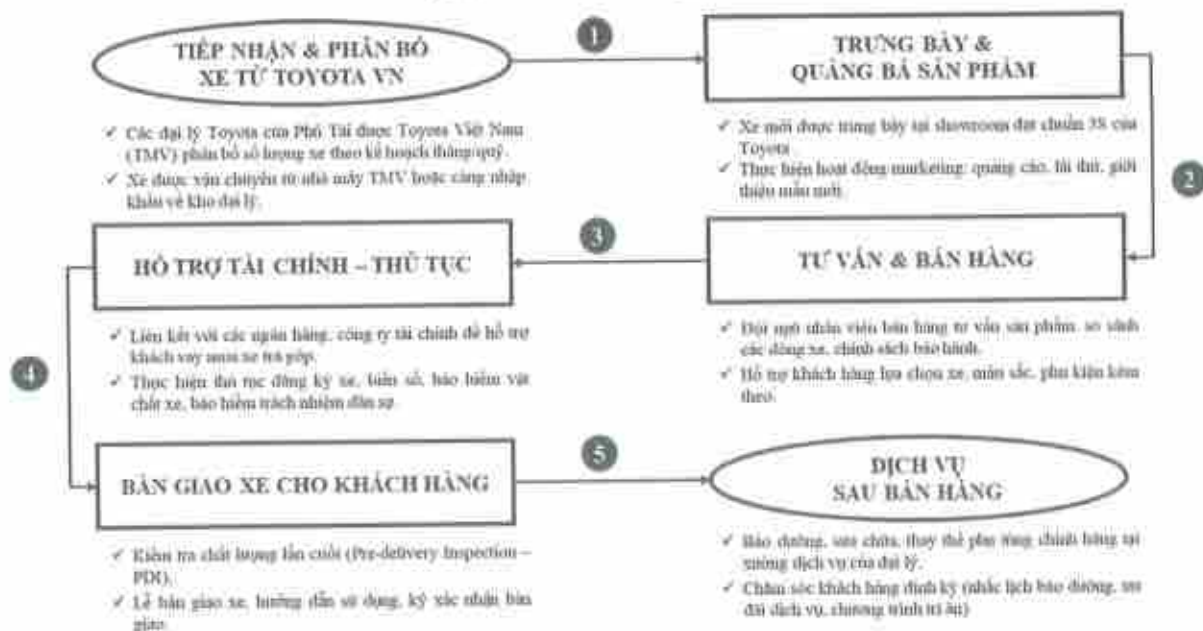 TIẾP NHẬN & PHÂN BỔ
XE TỪ TOYOTA VN
1
TRƯNG BÀY &
QUẢNG BÁ SẢN PHẨM
✓ Các đại lý Toyota của Phú Tài được Toyota Việt Nam
(TMV) phân bổ số lượng xe theo kế hoạch tháng/quý.
✓ Xe được vận chuyển từ nhà máy TMV hoặc cảng nhập
khẩu về kho đại lý.
✓ Xe mới được trưng bày tại showroom đạt chuẩn 3S của
Toyota
✓ Thực hiện hoạt động marketing: quảng cáo, lái thử, giới
thiệu mẫu mới.
2
HỖ TRỢ TÀI CHÍNH – THỦ TỤC
3
TƯ VẤN & BÁN HÀNG
✓ Liên kết với các ngân hàng, công ty tài chính để hỗ trợ
khách vay mua xe trả góp.
✓ Thực hiện thủ tục đăng ký xe, biển số, bảo hiểm vật
chất xe, bảo hiểm trách nhiệm dân sự.
✓ Đội ngũ nhân viên bán hàng tư vấn sản phẩm, so sánh
các dòng xe, chính sách bảo hành.
✓ Hỗ trợ khách hàng lựa chọn xe, màu sắc, phụ kiện kèm
theo.
4
BÀN GIAO XE CHO KHÁCH HÀNG
5
DỊCH VỤ
SAU BÁN HÀNG
✓ Kiểm tra chất lượng lần cuối (Pre-delivery Inspection –
PDI).
✓ Lễ bàn giao xe, hướng dẫn sử dụng, ký xác nhận bàn
giao.
✓ Bảo dưỡng, sửa chữa, thay thế phụ tùng chính hãng tại
xưởng dịch vụ của đại lý.
✓ Chăm sóc khách hàng định kỳ (nhắc lịch bảo dưỡng, ưu
đãi dịch vụ, chương trình tri ân)